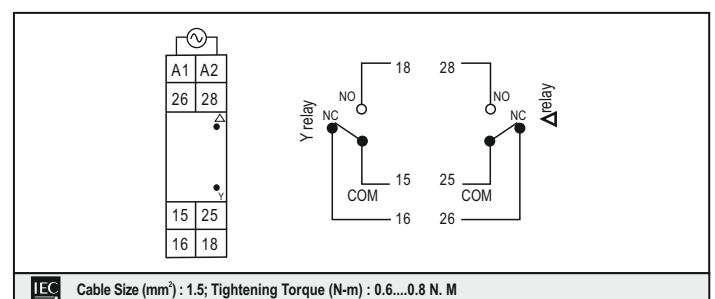 A1 A2
26 28
△
Y
15 25
16 18
18 28
NO NO
NC NC
Y relay
△relay
15 25
COM COM
16 26
IEC Cable Size (mm²) : 1.5; Tightening Torque (N-m) : 0.6....0.8 N. M